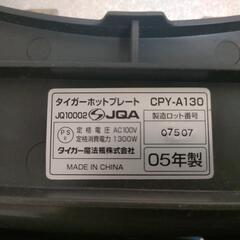 タイガーホットプレート CPY-A130
JQ10002 JQA 製造ロット番号
PSE 定格電圧 AC100V 07507
定格消費電力 1300W
タイガー魔法瓶株式会社 05年製
MADE IN CHINA